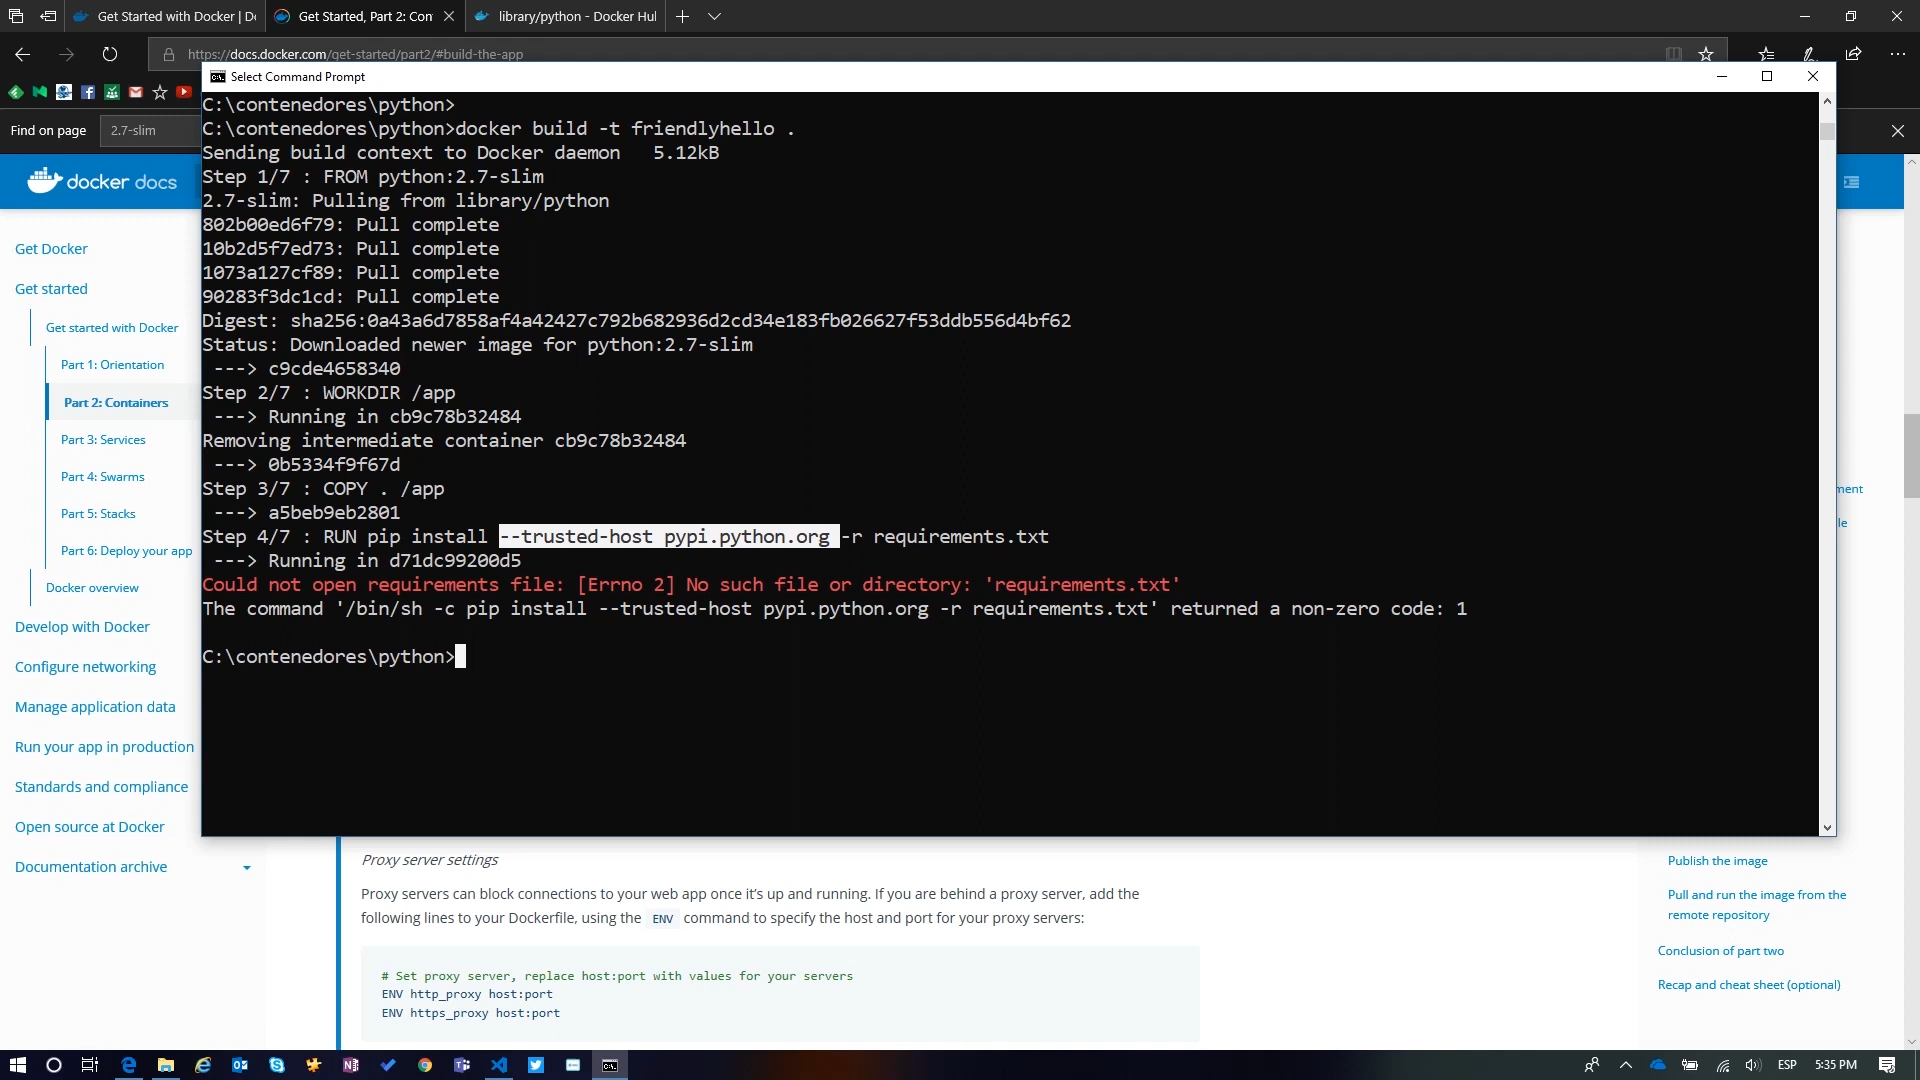 Get Started with Docker | Do
Get Started, Part 2: Con
library/python - Docker Hul
https://docs.docker.com/get-started/part2/#build-the-app
Select Command Prompt
Find on page
2.7-slim
docker docs
Get Docker
Get started
Get started with Docker
Part 1: Orientation
Part 2: Containers
Part 3: Services
Part 4: Swarms
Part 5: Stacks
Part 6: Deploy your app
Docker overview
Develop with Docker
Configure networking
Manage application data
Run your app in production
Standards and compliance
Open source at Docker
Documentation archive
C:\contenedores\python>
C:\contenedores\python>docker build -t friendlyhello .
Sending build context to Docker daemon   5.12kB
Step 1/7 : FROM python:2.7-slim
2.7-slim: Pulling from library/python
802b00ed6f79: Pull complete
10b2d5f7ed73: Pull complete
1073a127cf89: Pull complete
90283f3dc1cd: Pull complete
Digest: sha256:0a43a6d7858af4a42427c792b682936d2cd34e183fb026627f53ddb556d4bf62
Status: Downloaded newer image for python:2.7-slim
 ---> c9cde4658340
Step 2/7 : WORKDIR /app
 ---> Running in cb9c78b32484
Removing intermediate container cb9c78b32484
 ---> 0b5334f9f67d
Step 3/7 : COPY . /app
 ---> a5beb9eb2801
Step 4/7 : RUN pip install --trusted-host pypi.python.org -r requirements.txt
 ---> Running in d71dc99200d5
Could not open requirements file: [Errno 2] No such file or directory: 'requirements.txt'
The command '/bin/sh -c pip install --trusted-host pypi.python.org -r requirements.txt' returned a non-zero code: 1
C:\contenedores\python>
ment
le
Proxy server settings
Proxy servers can block connections to your web app once it's up and running. If you are behind a proxy server, add the
following lines to your Dockerfile, using the ENV command to specify the host and port for your proxy servers:
# Set proxy server, replace host:port with values for your servers
ENV http_proxy host:port
ENV https_proxy host:port
Publish the image
Pull and run the image from the
remote repository
Conclusion of part two
Recap and cheat sheet (optional)
ESP
5:35 PM